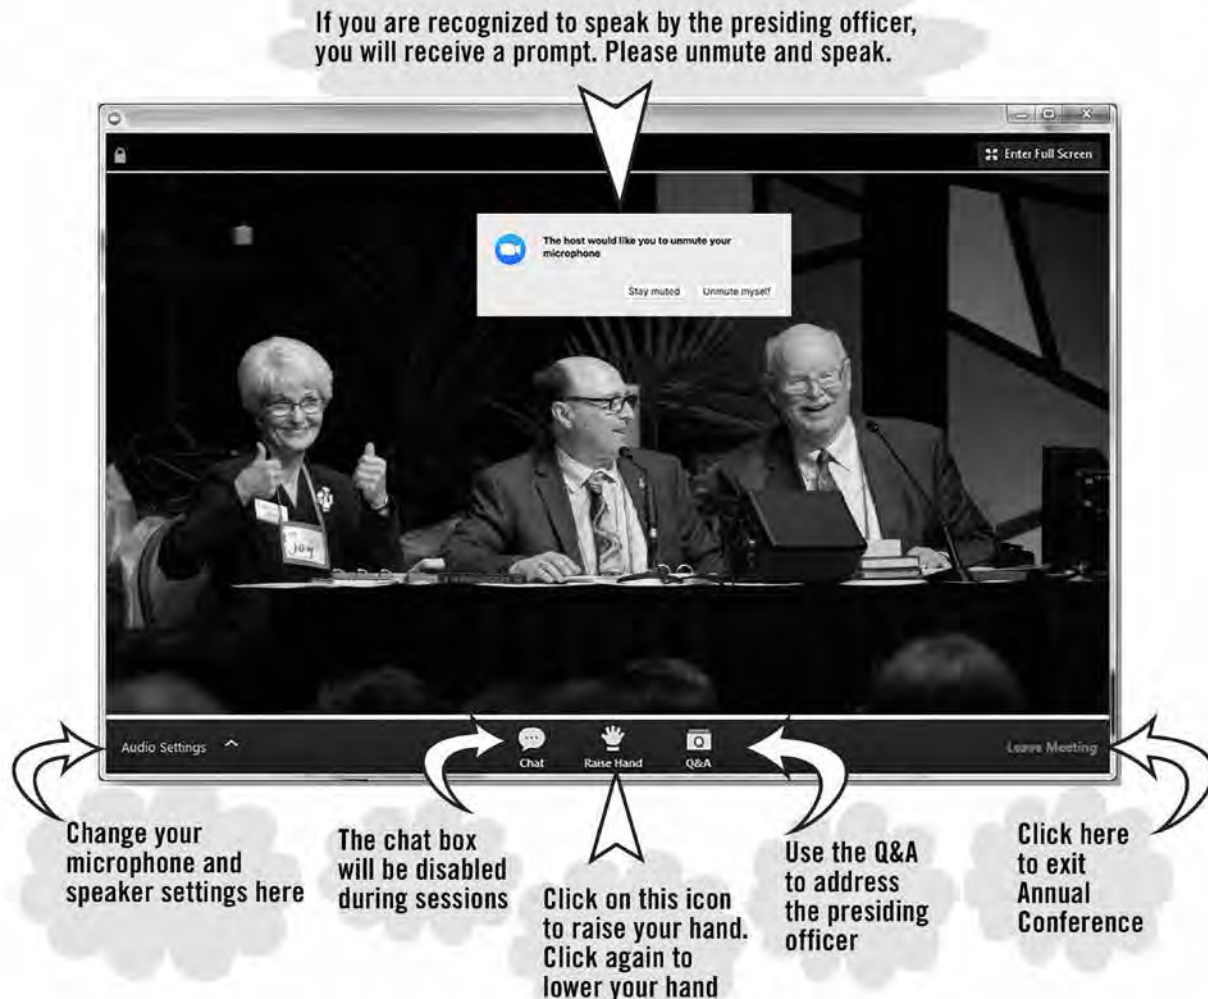 If you are recognized to speak by the presiding officer,
you will receive a prompt. Please unmute and speak.
Enter Full Screen
The host would like you to unmute your
microphone
Stay muted
Unmute myself
Joy
Audio Settings
Chat
Raise Hand
Q
Q&A
Leave Meeting
Change your
microphone and
speaker settings here
The chat box
will be disabled
during sessions
Click on this icon
to raise your hand.
Click again to
lower your hand
Use the Q&A
to address
the presiding
officer
Click here
to exit
Annual
Conference